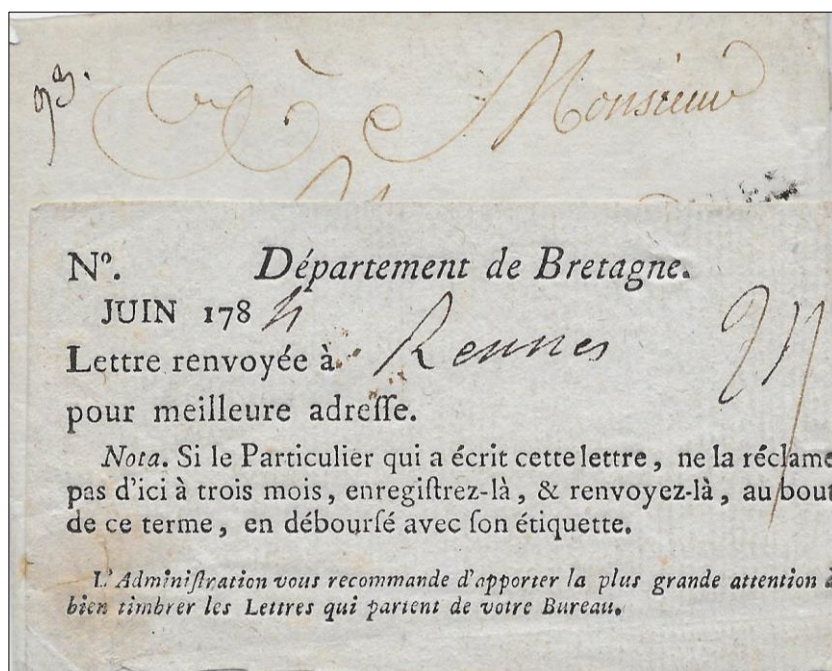 À Monsieur
Nº. Département de Bretagne.
JUIN 1784
Lettre renvoyée à Rennes
pour meilleure adreſſe.
Nota. Si le Particulier qui a écrit cette lettre, ne la réclame
pas d'ici à trois mois, enregiſtrez-là, & renvoyez-là, au bout
de ce terme, en débourſé avec ſon étiquette.
L'Adminiſtration vous recommande d'apporter la plus grande attention à
bien timbrer les Lettres qui partent de votre Bureau.